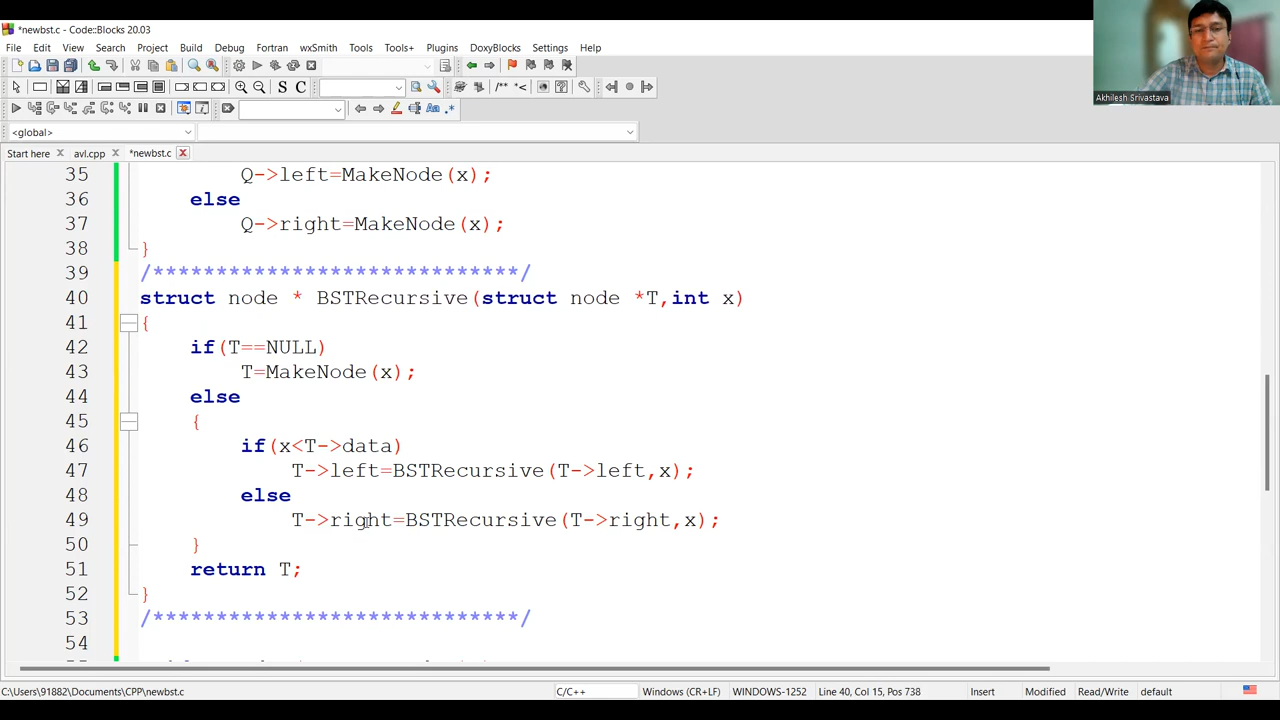 *newbst.c - Code::Blocks 20.03
File Edit View Search Project Build Debug Fortran wxSmith Tools Tools+ Plugins DoxyBlocks Settings Help
S C /** *<
Aa .*
<global>
Start here avl.cpp *newbst.c
Akhilesh Srivastava
35 Q->left=MakeNode(x);
36 else
37 Q->right=MakeNode(x);
38 }
39 /*****************************/
40 struct node * BSTRecursive(struct node *T,int x)
41 {
42 if(T==NULL)
43 T=MakeNode(x);
44 else
45 {
46 if(x<T->data)
47 T->left=BSTRecursive(T->left,x);
48 else
49 T->right=BSTRecursive(T->right,x);
50 }
51 return T;
52 }
53 /*****************************/
54
C:\Users\91882\Documents\CPP\newbst.c C/C++ Windows (CR+LF) WINDOWS-1252 Line 40, Col 15, Pos 738 Insert Modified Read/Write default